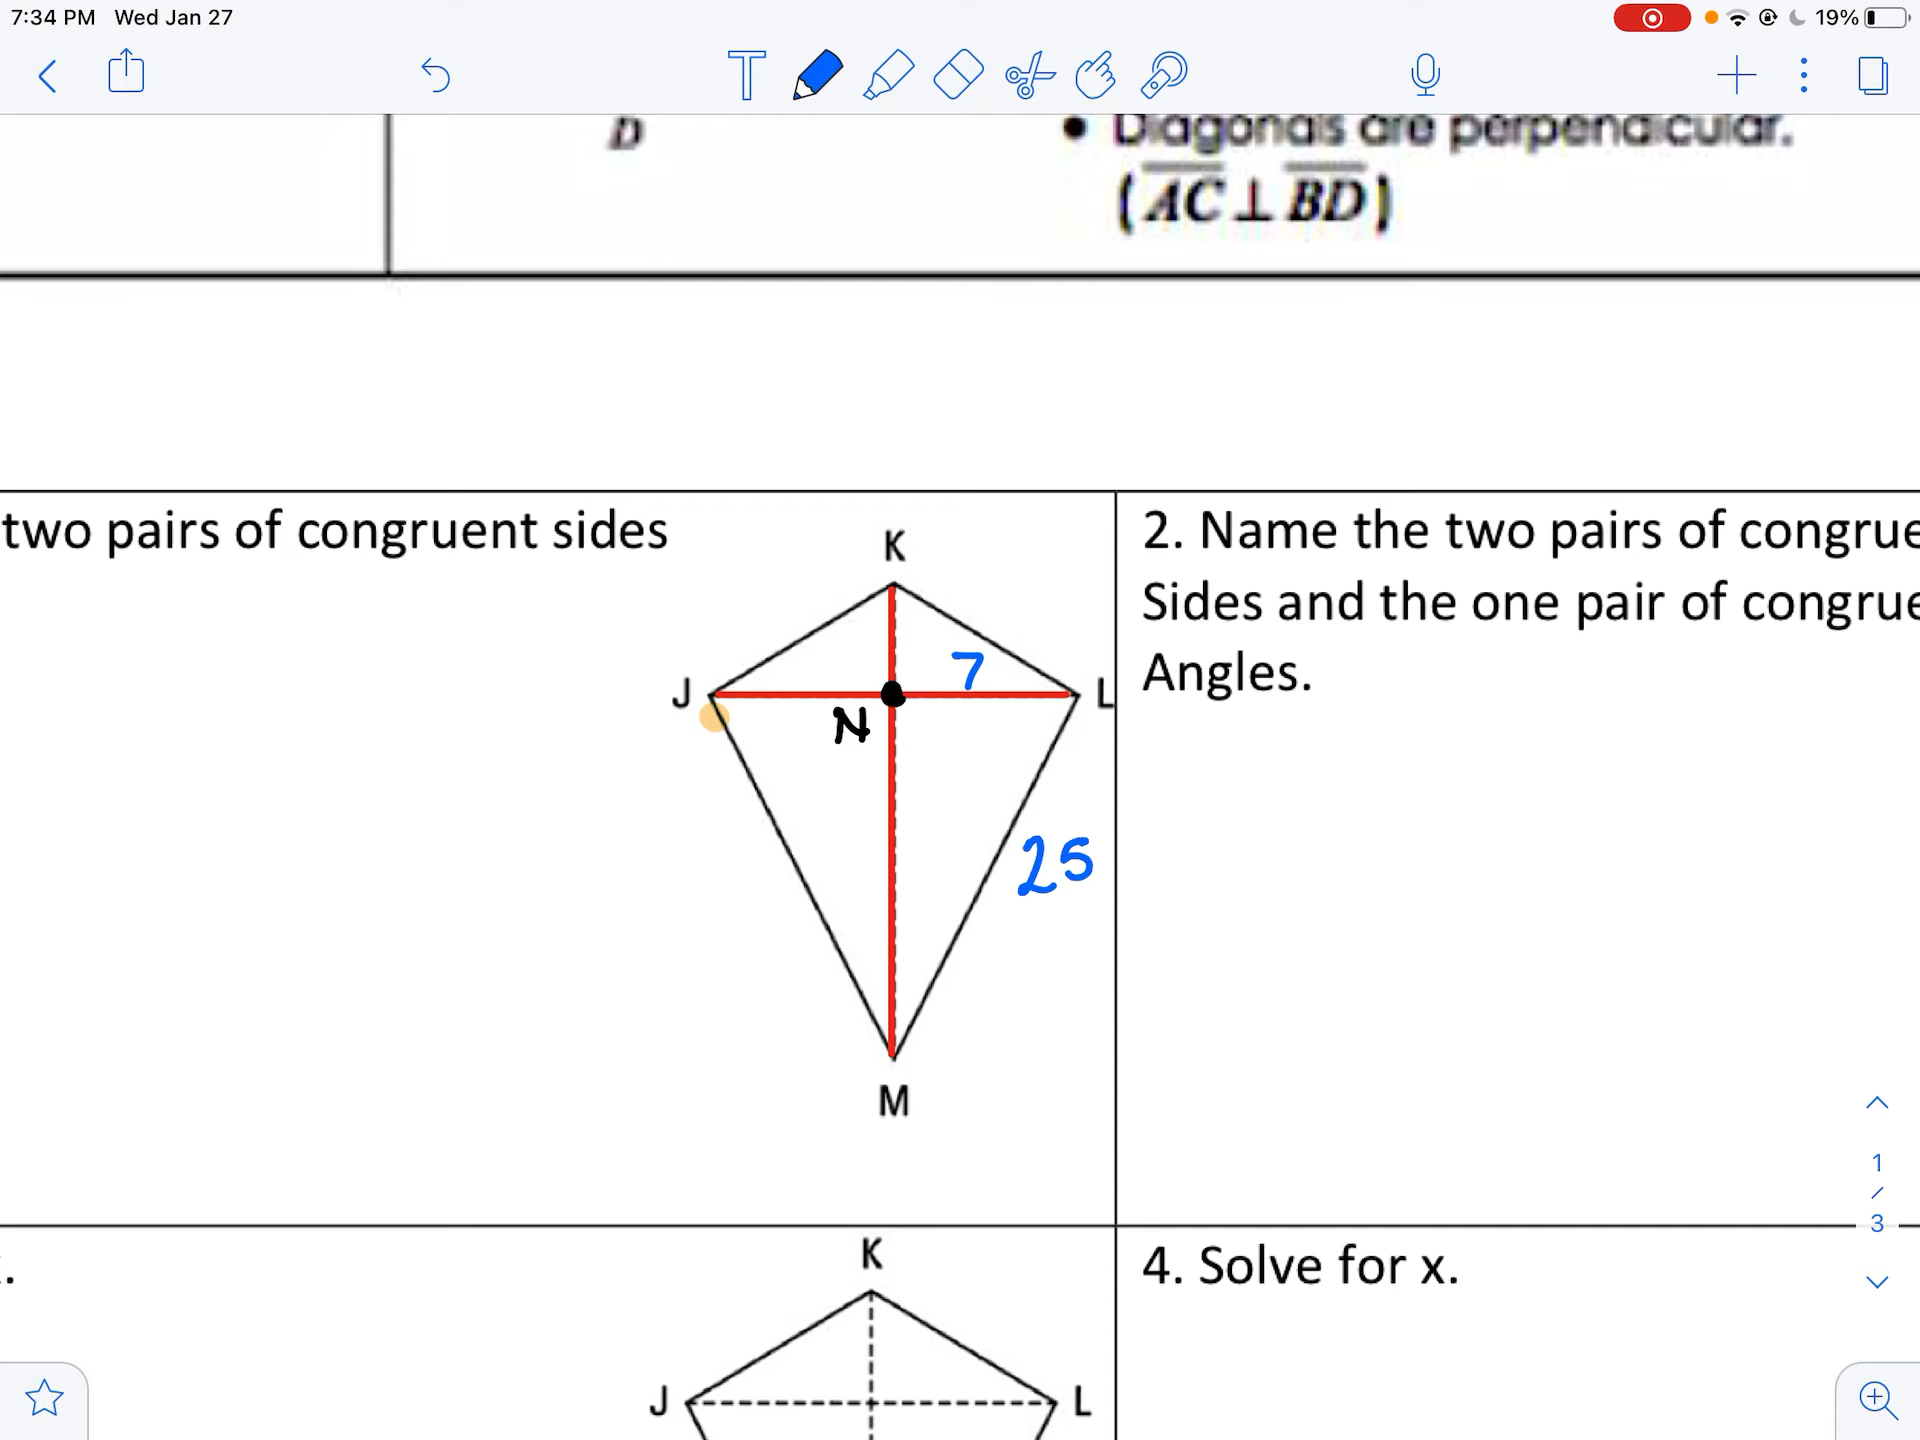 7:34 PM Wed Jan 27
19%
T
D
• Diagonals are perpendicular.
(AC ⊥ BD)
two pairs of congruent sides
K
7
J
L
N
25
M
2. Name the two pairs of congrue
Sides and the one pair of congrue
Angles.
1
/
3
.
K
J
L
4. Solve for x.